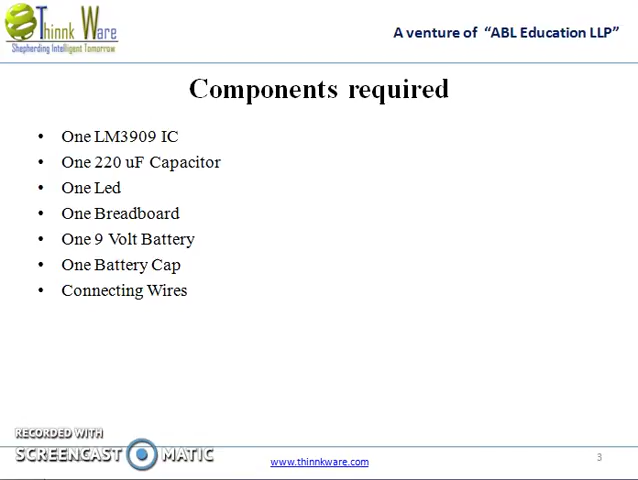 Thinnk Ware
Shepherding Intelligent Tomorrow
A venture of “ABL Education LLP”
Components required
• One LM3909 IC
• One 220 uF Capacitor
• One Led
• One Breadboard
• One 9 Volt Battery
• One Battery Cap
• Connecting Wires
RECORDED WITH
SCREENCAST MATIC
www.thinnkware.com
3